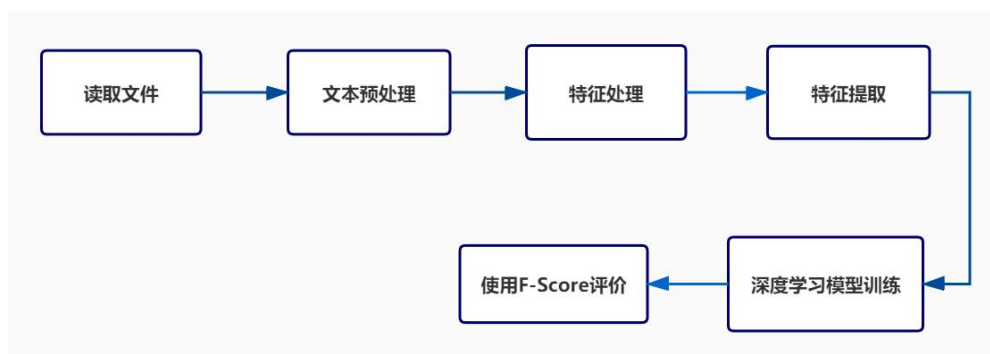 读取文件
文本预处理
特征处理
特征提取
深度学习模型训练
使用F-Score评价